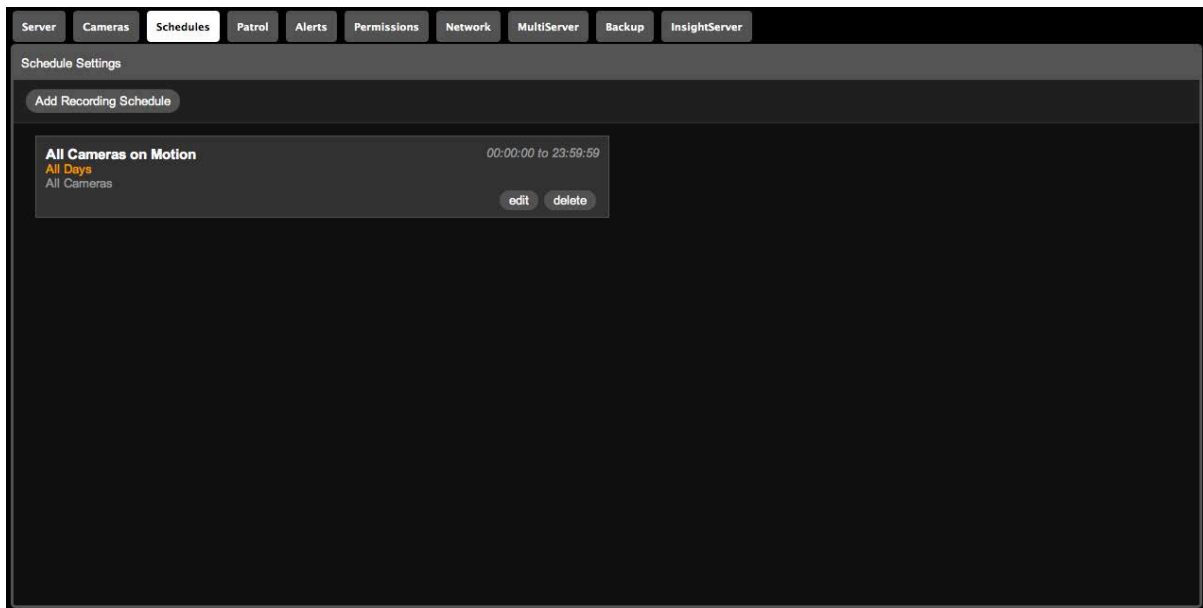 Server Cameras Schedules Patrol Alerts Permissions Network MultiServer Backup InsightServer
Schedule Settings
Add Recording Schedule
All Cameras on Motion 00:00:00 to 23:59:59
All Days
All Cameras
edit delete